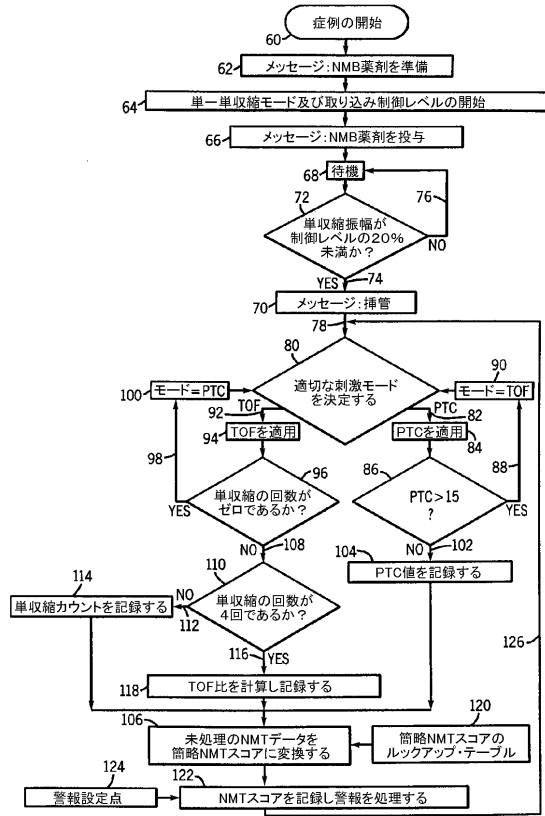 症例の開始
60
メッセージ:NMB薬剤を準備
62
64
単一単収縮モード及び取り込み制御レベルの開始
メッセージ:NMB薬剤を投与
66
待機
68
72
76
単収縮振幅が
制御レベルの20%
未満か?
NO
YES
74
メッセージ:挿管
70
78
80
90
モード=PTC
100
適切な刺激モード
を決定する
モード=TOF
TOF
92
PTC
82
TOFを適用
94
PTCを適用
84
98
96
86
88
単収縮の回数が
ゼロであるか?
YES
PTC>15
?
YES
NO
108
NO
102
110
104
PTC値を記録する
114
単収縮カウントを記録する
NO
112
単収縮の回数が
4回であるか?
126
116
YES
TOF比を計算し記録する
118
106
未処理のNMTデータを
簡略NMTスコアに変換する
120
簡略NMTスコアの
ルックアップ・テーブル
124
警報設定点
122
NMTスコアを記録し警報を処理する